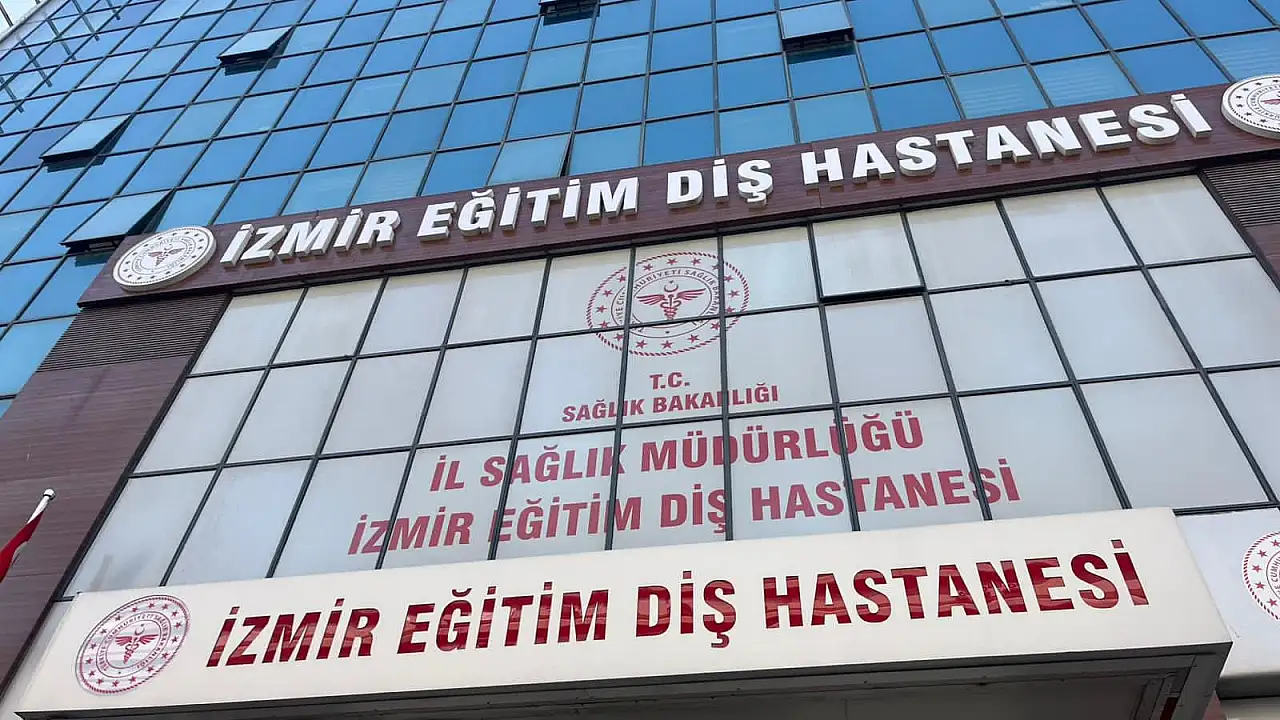 İZMİR EĞİTİM DİŞ HASTANESİ
T.C.
SAĞLIK BAKANLIĞI
İL SAĞLIK MÜDÜRLÜĞÜ
İZMİR EĞİTİM DİŞ HASTANESİ
İZMİR EĞİTİM DİŞ HASTANESİ